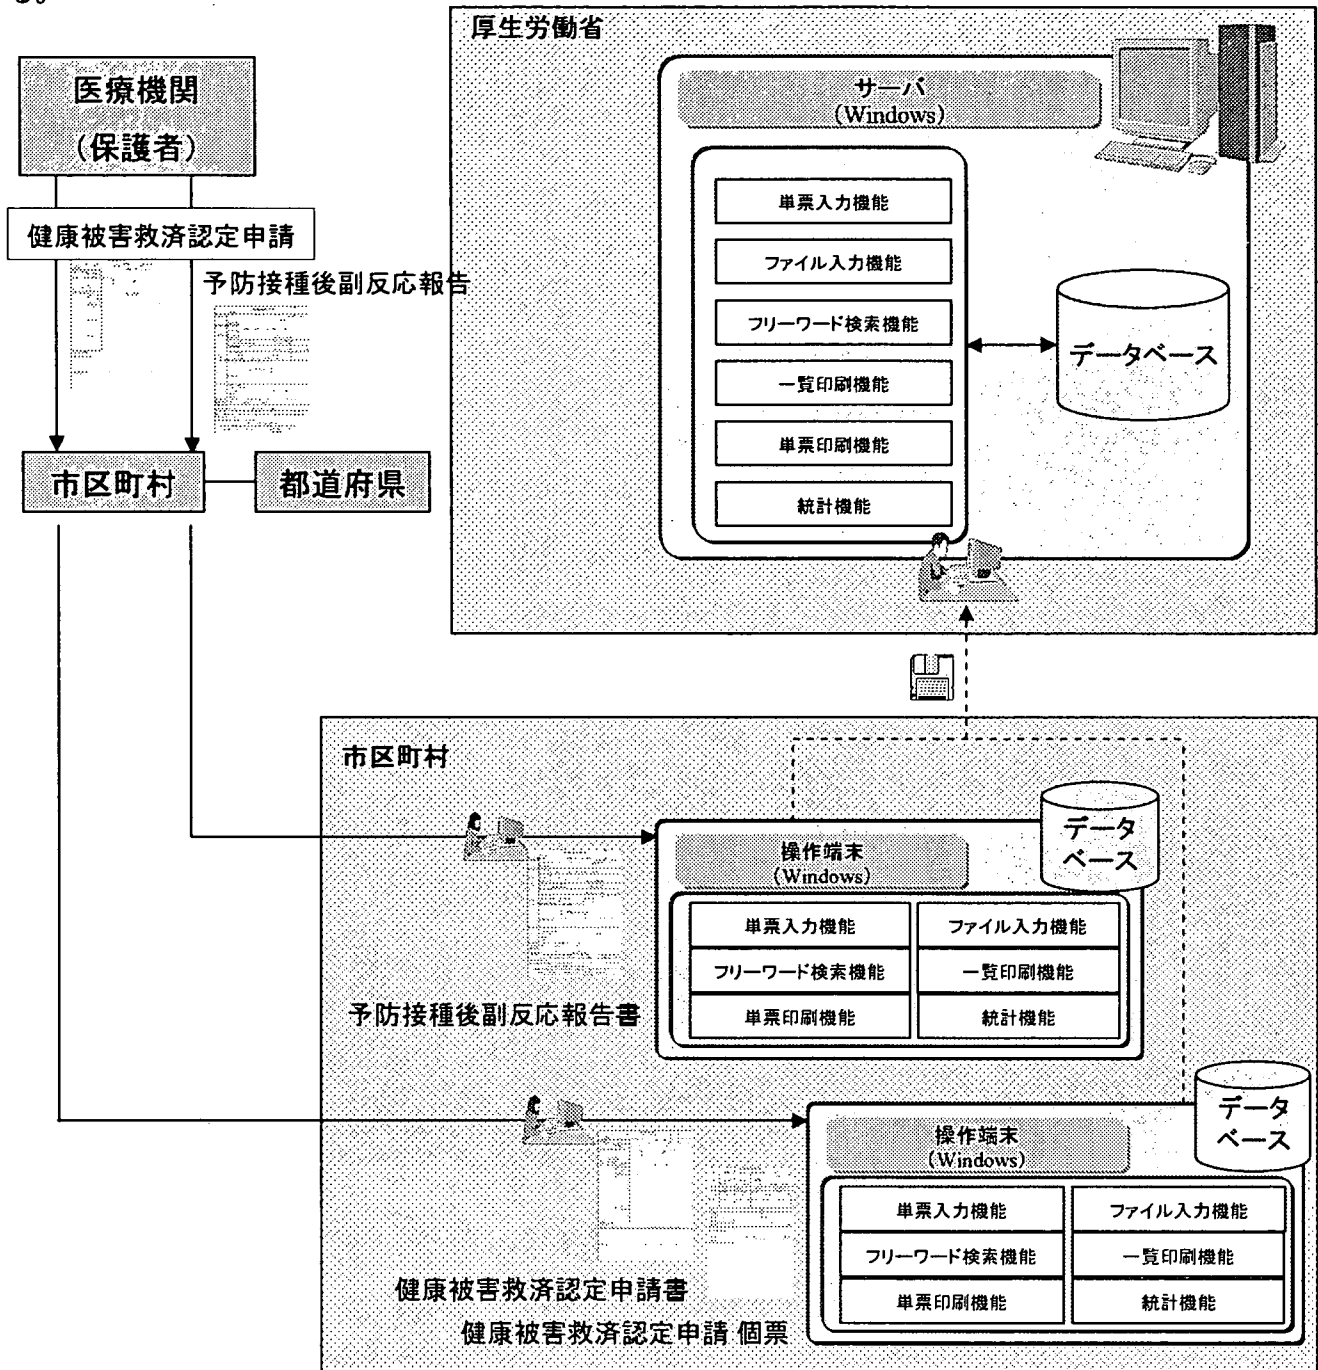 る。
厚生労働省
医療機関
(保護者)
サーバ
(Windows)
健康被害救済認定申請
予防接種後副反応報告
単票入力機能
ファイル入力機能
フリーワード検索機能
一覧印刷機能
単票印刷機能
統計機能
データベース
市区町村
都道府県
市区町村
操作端末
(Windows)
データ
ベース
単票入力機能
ファイル入力機能
フリーワード検索機能
一覧印刷機能
単票印刷機能
統計機能
予防接種後副反応報告書
操作端末
(Windows)
データ
ベース
単票入力機能
ファイル入力機能
フリーワード検索機能
一覧印刷機能
単票印刷機能
統計機能
健康被害救済認定申請書
健康被害救済認定申請 個票